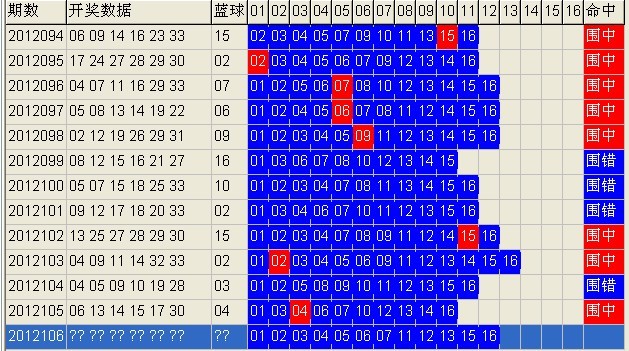 期数 开奖数据 蓝球 01 02 03 04 05 06 07 08 09 10 11 12 13 14 15 16 命中
2012094 06 09 14 16 23 33 15 02 03 04 05 07 09 10 11 13 15 16 围中
2012095 17 24 27 28 29 30 02 02 03 04 05 06 07 08 10 12 13 16 围中
2012096 04 07 11 16 29 33 07 01 02 05 06 07 08 10 11 12 13 15 16 围中
2012097 05 08 13 14 19 22 06 01 02 04 05 06 07 08 11 12 14 15 16 围中
2012098 02 12 19 26 29 31 09 01 02 03 04 06 09 11 12 13 14 15 16 围中
2012099 08 12 15 16 21 27 16 01 03 06 07 08 10 12 13 14 15 围错
2012100 05 07 15 18 25 33 10 01 02 03 04 07 08 11 12 13 15 16 围错
2012101 09 12 17 18 20 33 02 01 03 04 06 07 08 11 12 13 15 16 围错
2012102 13 25 27 28 29 30 15 01 02 03 04 07 08 09 11 12 14 15 16 围中
2012103 04 09 11 14 32 33 02 01 02 03 04 06 07 08 10 11 12 14 15 16 围中
2012104 04 05 09 10 19 28 03 01 02 05 08 07 08 09 11 12 14 16 围错
2012105 06 13 14 15 17 30 04 01 03 04 06 07 10 09 12 14 16 围中
2012106 ?? ?? ?? ?? ?? ?? ?? 01 02 04 05 08 09 06 07 11 12 13 15 16